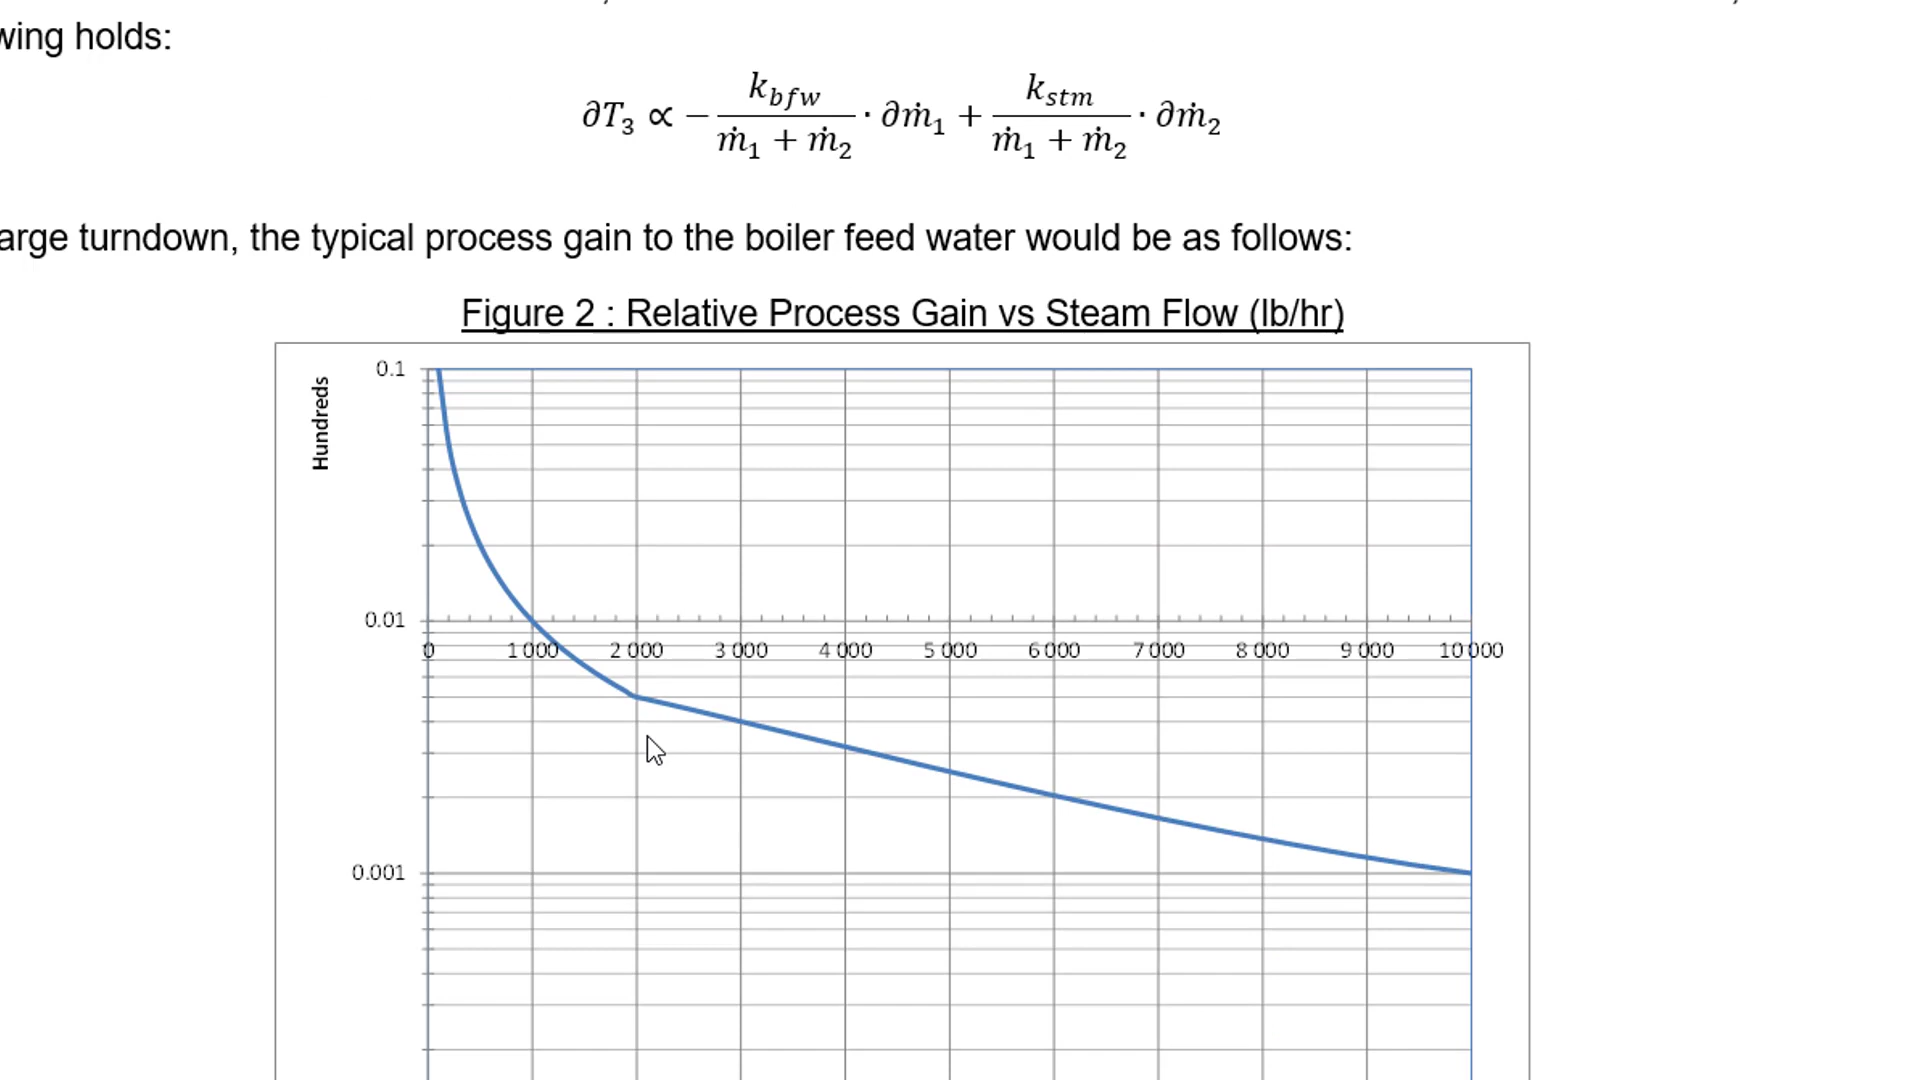 wing holds:
∂T₃ ∝ − k_bfw / (ṁ₁ + ṁ₂) · ∂ṁ₁ + k_stm / (ṁ₁ + ṁ₂) · ∂ṁ₂
arge turndown, the typical process gain to the boiler feed water would be as follows:
Figure 2 : Relative Process Gain vs Steam Flow (lb/hr)
Hundreds
0.1
0.01
0 1 000 2 000 3 000 4 000 5 000 6 000 7 000 8 000 9 000 10 000
0.001